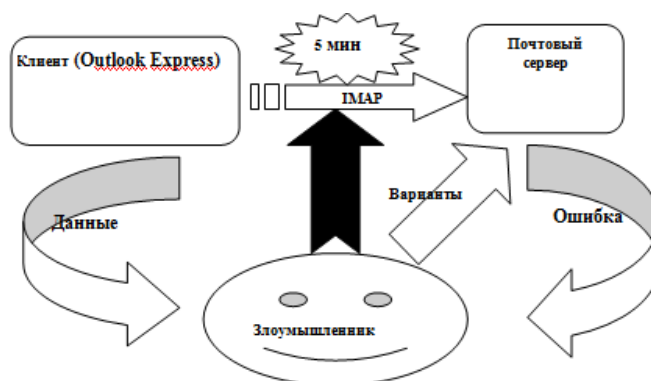 5 мин
Почтовый
сервер
Клиент (Outlook Express)
IMAP
Варианты
Данные
Ошибка
Злоумышленник